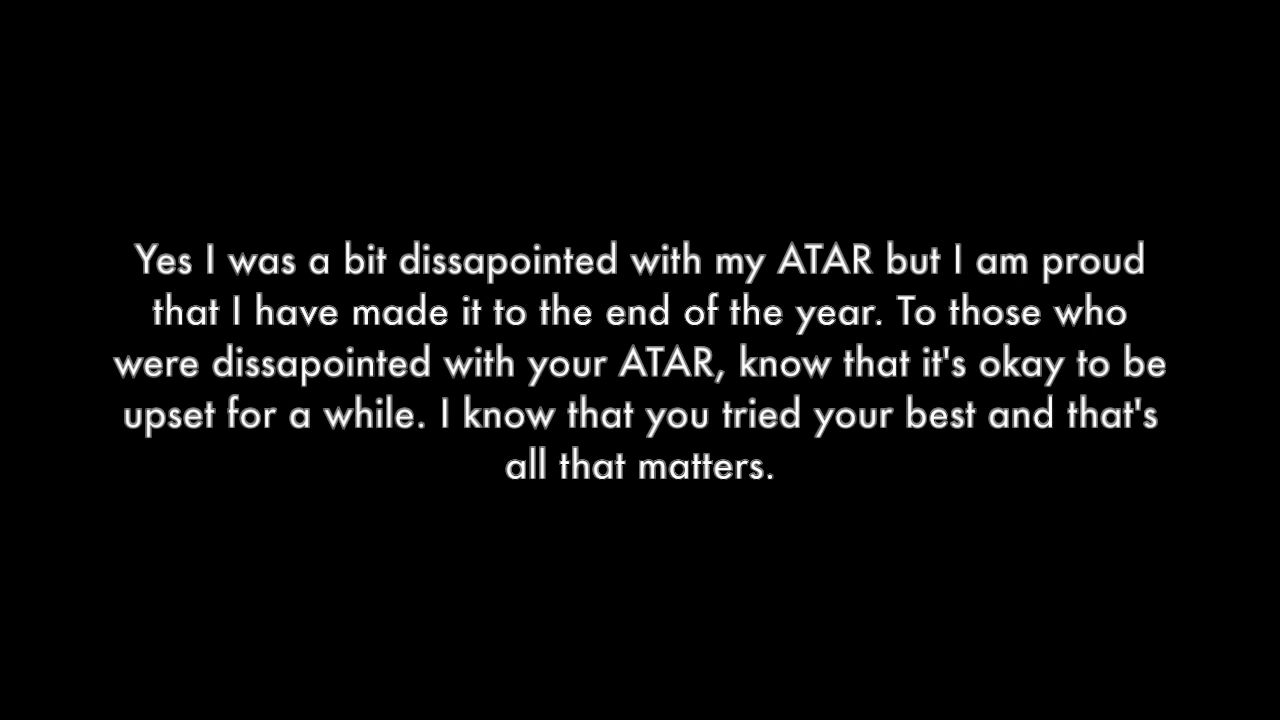 Yes I was a bit dissapointed with my ATAR but I am proud
that I have made it to the end of the year. To those who
were dissapointed with your ATAR, know that it's okay to be
upset for a while. I know that you tried your best and that's
all that matters.